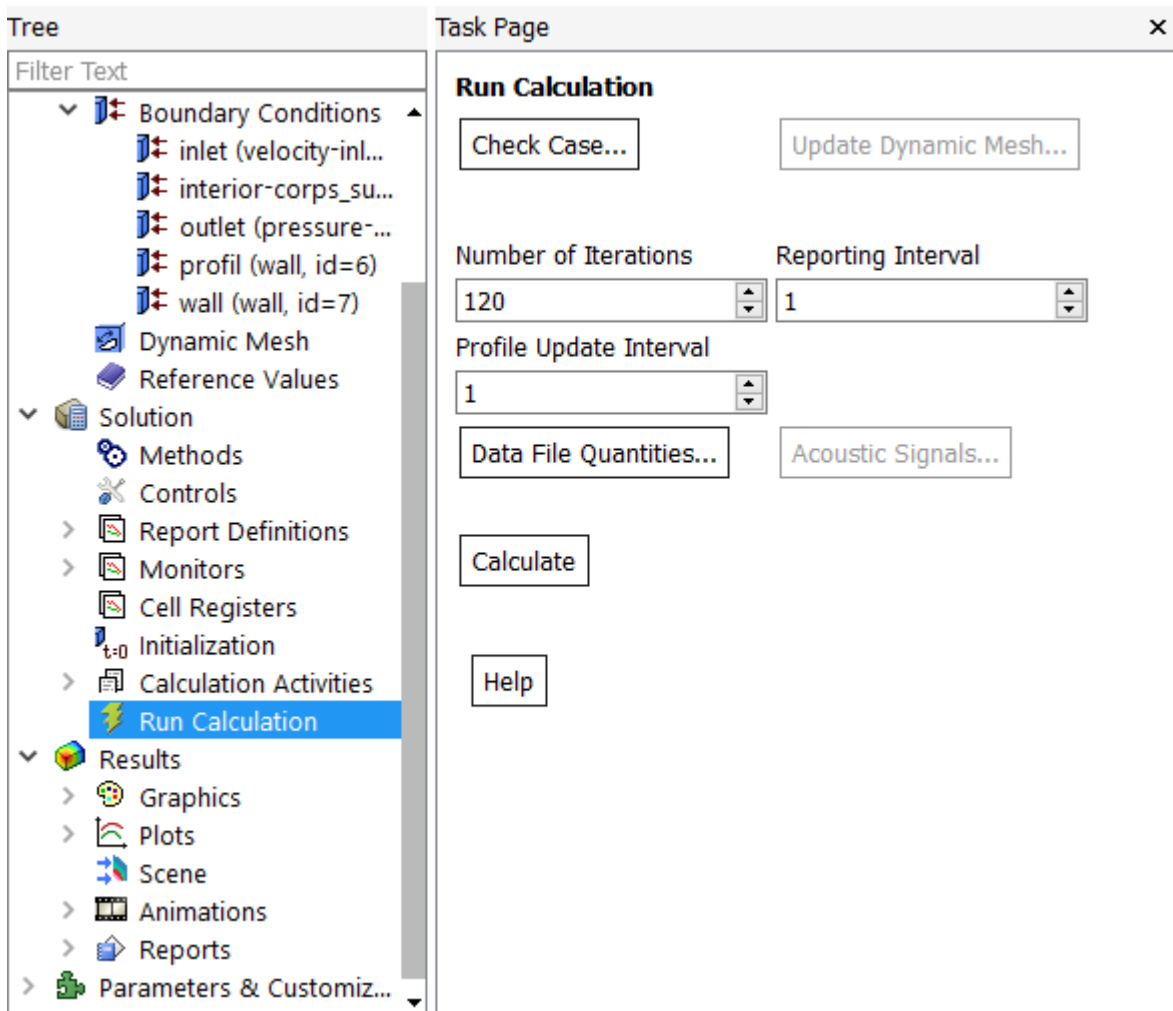 Tree
Filter Text
Boundary Conditions
inlet (velocity-inl...
interior-corps_su...
outlet (pressure-...
profil (wall, id=6)
wall (wall, id=7)
Dynamic Mesh
Reference Values
Solution
Methods
Controls
Report Definitions
Monitors
Cell Registers
t=0 Initialization
Calculation Activities
Run Calculation
Results
Graphics
Plots
Scene
Animations
Reports
Parameters & Customiz...
Task Page
Run Calculation
Check Case... Update Dynamic Mesh...
Number of Iterations Reporting Interval
120 1
Profile Update Interval
1
Data File Quantities... Acoustic Signals...
Calculate
Help